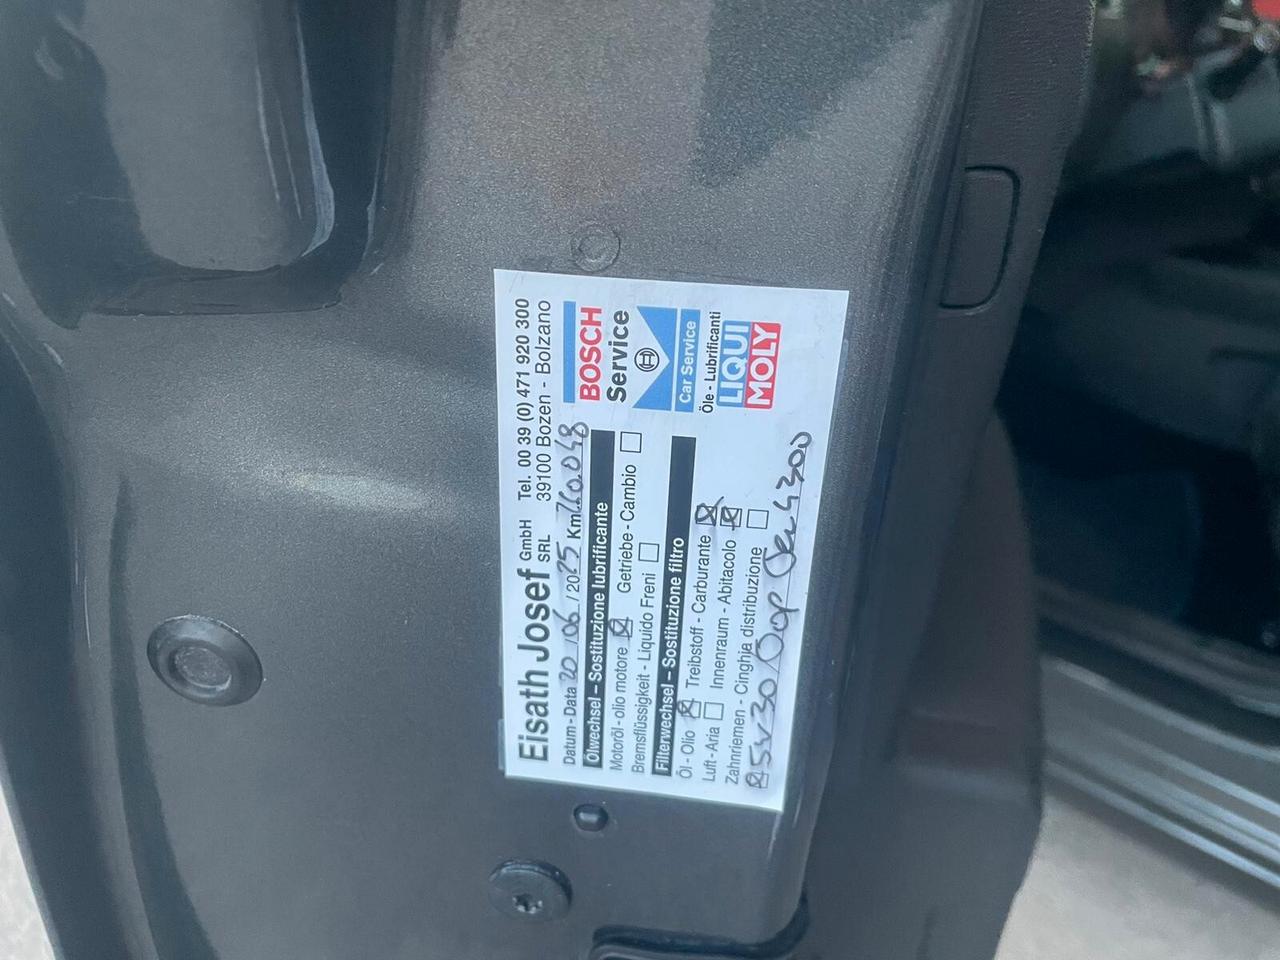 Eisath Josef GmbH SRL
Tel. 00 39 (0) 471 920 300
39100 Bozen - Bolzano
Datum - Data 20 / 06 / 2025 Km 160.048
Ölwechsel – Sostituzione lubrificante
Motoröl - olio motore ☒ Getriebe - Cambio ☐
Bremsflüssigkeit - Liquido Freni ☐
Filterwechsel – Sostituzione filtro
Öl - Olio ☒ Treibstoff - Carburante ☒
Luft - Aria ☐ Innenraum - Abitacolo ☒
Zahnriemen - Cinghia distribuzione ☐
☒ 5W30 4300
BOSCH
Service
Car Service
Öle - Lubrificanti
LIQUI
MOLY